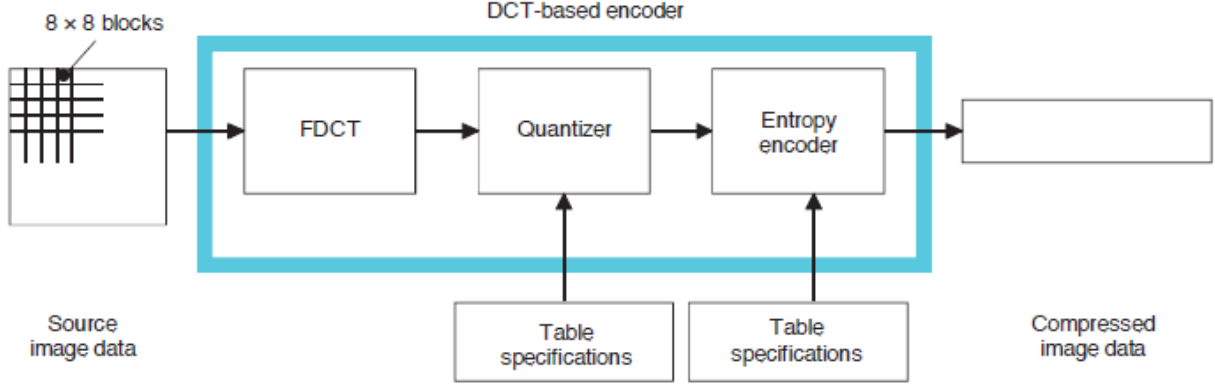 DCT-based encoder
8 × 8 blocks
FDCT
Quantizer
Entropy
encoder
Source
image data
Table
specifications
Table
specifications
Compressed
image data